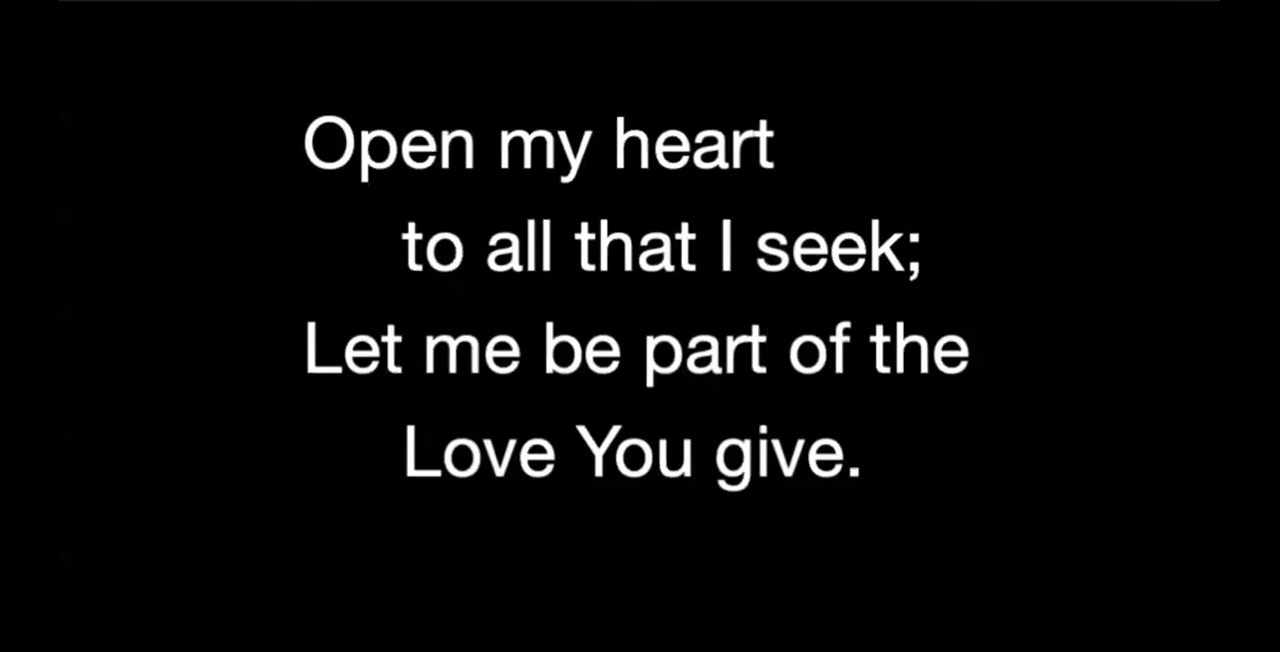 Open my heart
to all that I seek;
Let me be part of the
Love You give.